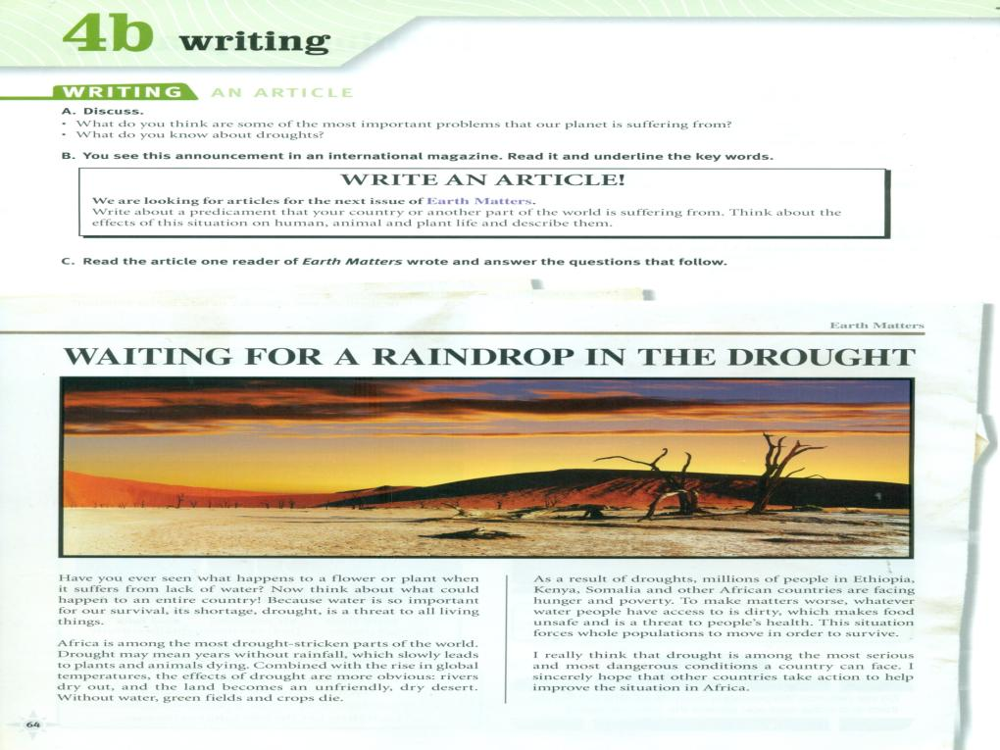 4b writing
WRITING AN ARTICLE
A. Discuss.
• What do you think are some of the most important problems that our planet is suffering from?
• What do you know about droughts?
B. You see this announcement in an international magazine. Read it and underline the key words.
WRITE AN ARTICLE!
We are looking for articles for the next issue of Earth Matters.
Write about a predicament that your country or another part of the world is suffering from. Think about the
effects of this situation on human, animal and plant life and describe them.
C. Read the article one reader of Earth Matters wrote and answer the questions that follow.
Earth Matters
WAITING FOR A RAINDROP IN THE DROUGHT
Have you ever seen what happens to a flower or plant when
it suffers from lack of water? Now think about what could
happen to an entire country! Because water is so important
for our survival, its shortage, drought, is a threat to all living
things.
Africa is among the most drought-stricken parts of the world.
Drought may mean years without rainfall, which slowly leads
to plants and animals dying. Combined with the rise in global
temperatures, the effects of drought are more obvious: rivers
dry out, and the land becomes an unfriendly, dry desert.
Without water, green fields and crops die.
As a result of droughts, millions of people in Ethiopia,
Kenya, Somalia and other African countries are facing
hunger and poverty. To make matters worse, whatever
water people have access to is dirty, which makes food
unsafe and is a threat to people's health. This situation
forces whole populations to move in order to survive.
I really think that drought is among the most serious
and most dangerous conditions a country can face. I
sincerely hope that other countries take action to help
improve the situation in Africa.
64